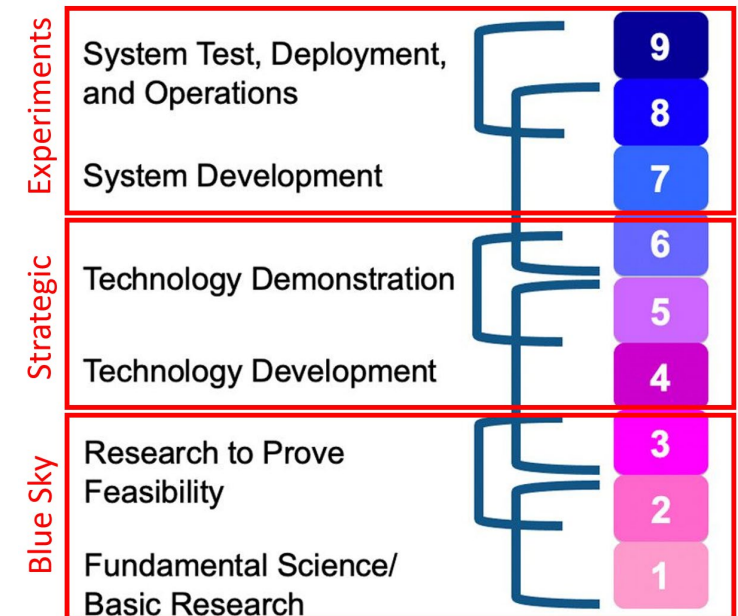 Experiments
System Test, Deployment,
and Operations
System Development
9
8
7
Strategic
Technology Demonstration
Technology Development
6
5
4
Blue Sky
Research to Prove
Feasibility
Fundamental Science/
Basic Research
3
2
1